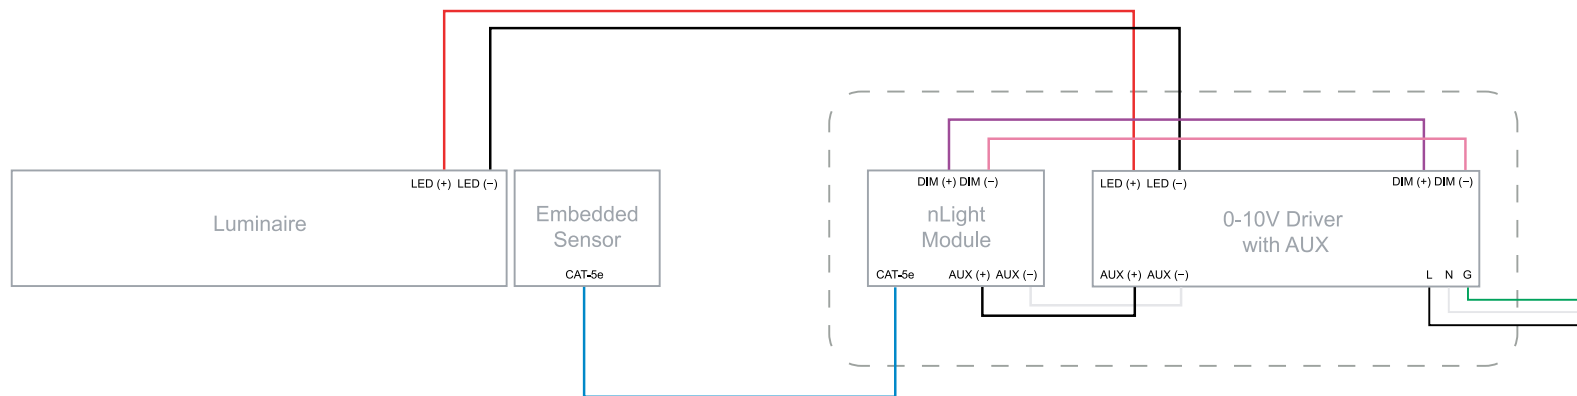 LED (+) LED (−)
Luminaire
Embedded
Sensor
CAT-5e
DIM (+) DIM (−)
nLight
Module
CAT-5e AUX (+) AUX (−)
LED (+) LED (−) DIM (+) DIM (−)
0-10V Driver
with AUX
AUX (+) AUX (−) L N G